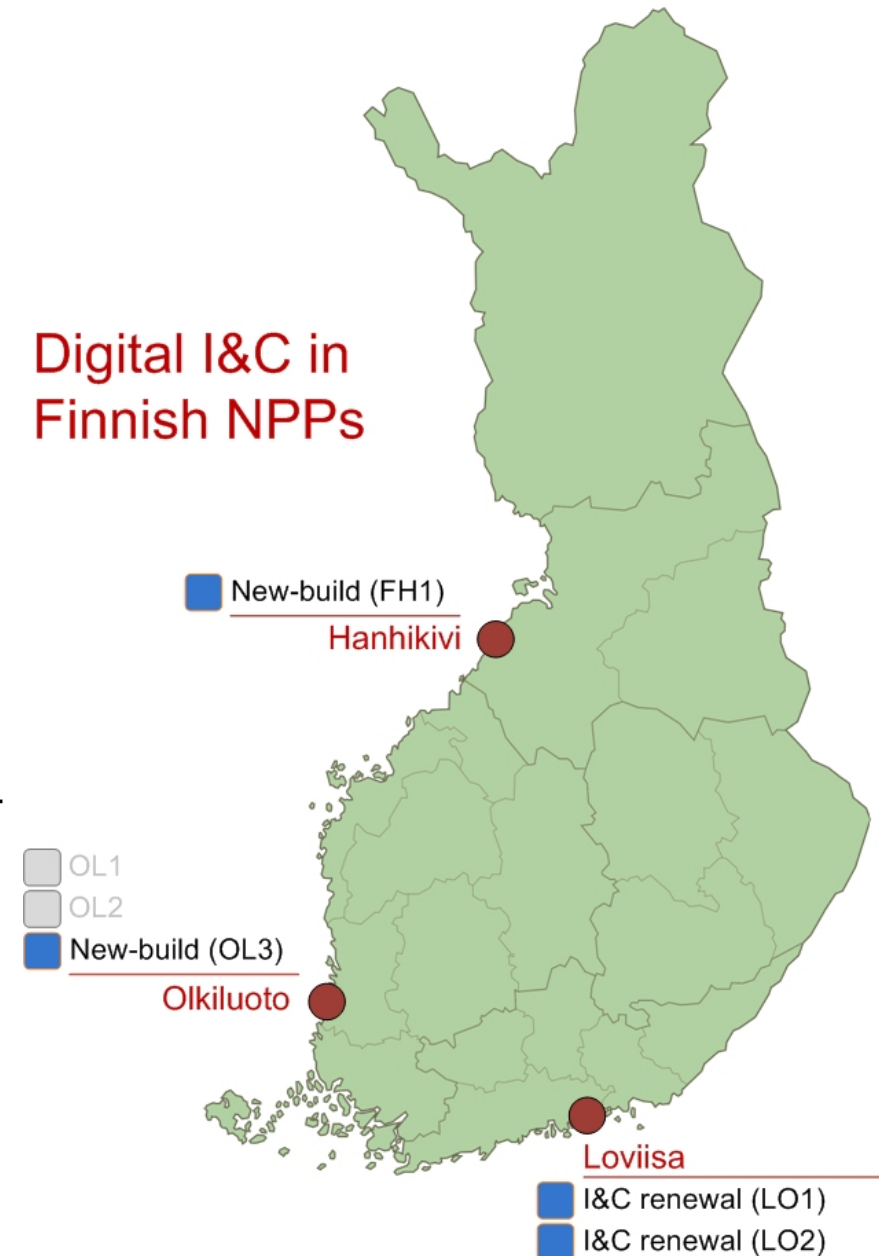 Digital I&C in
Finnish NPPs
New-build (FH1)
Hanhikivi
OL1
OL2
New-build (OL3)
Olkiluoto
Loviisa
I&C renewal (LO1)
I&C renewal (LO2)